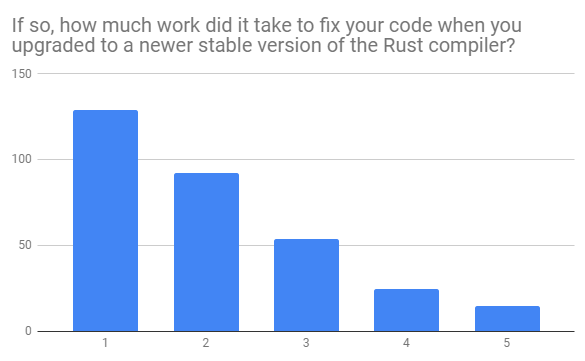 If so, how much work did it take to fix your code when you
upgraded to a newer stable version of the Rust compiler?
150
100
50
0
1 2 3 4 5